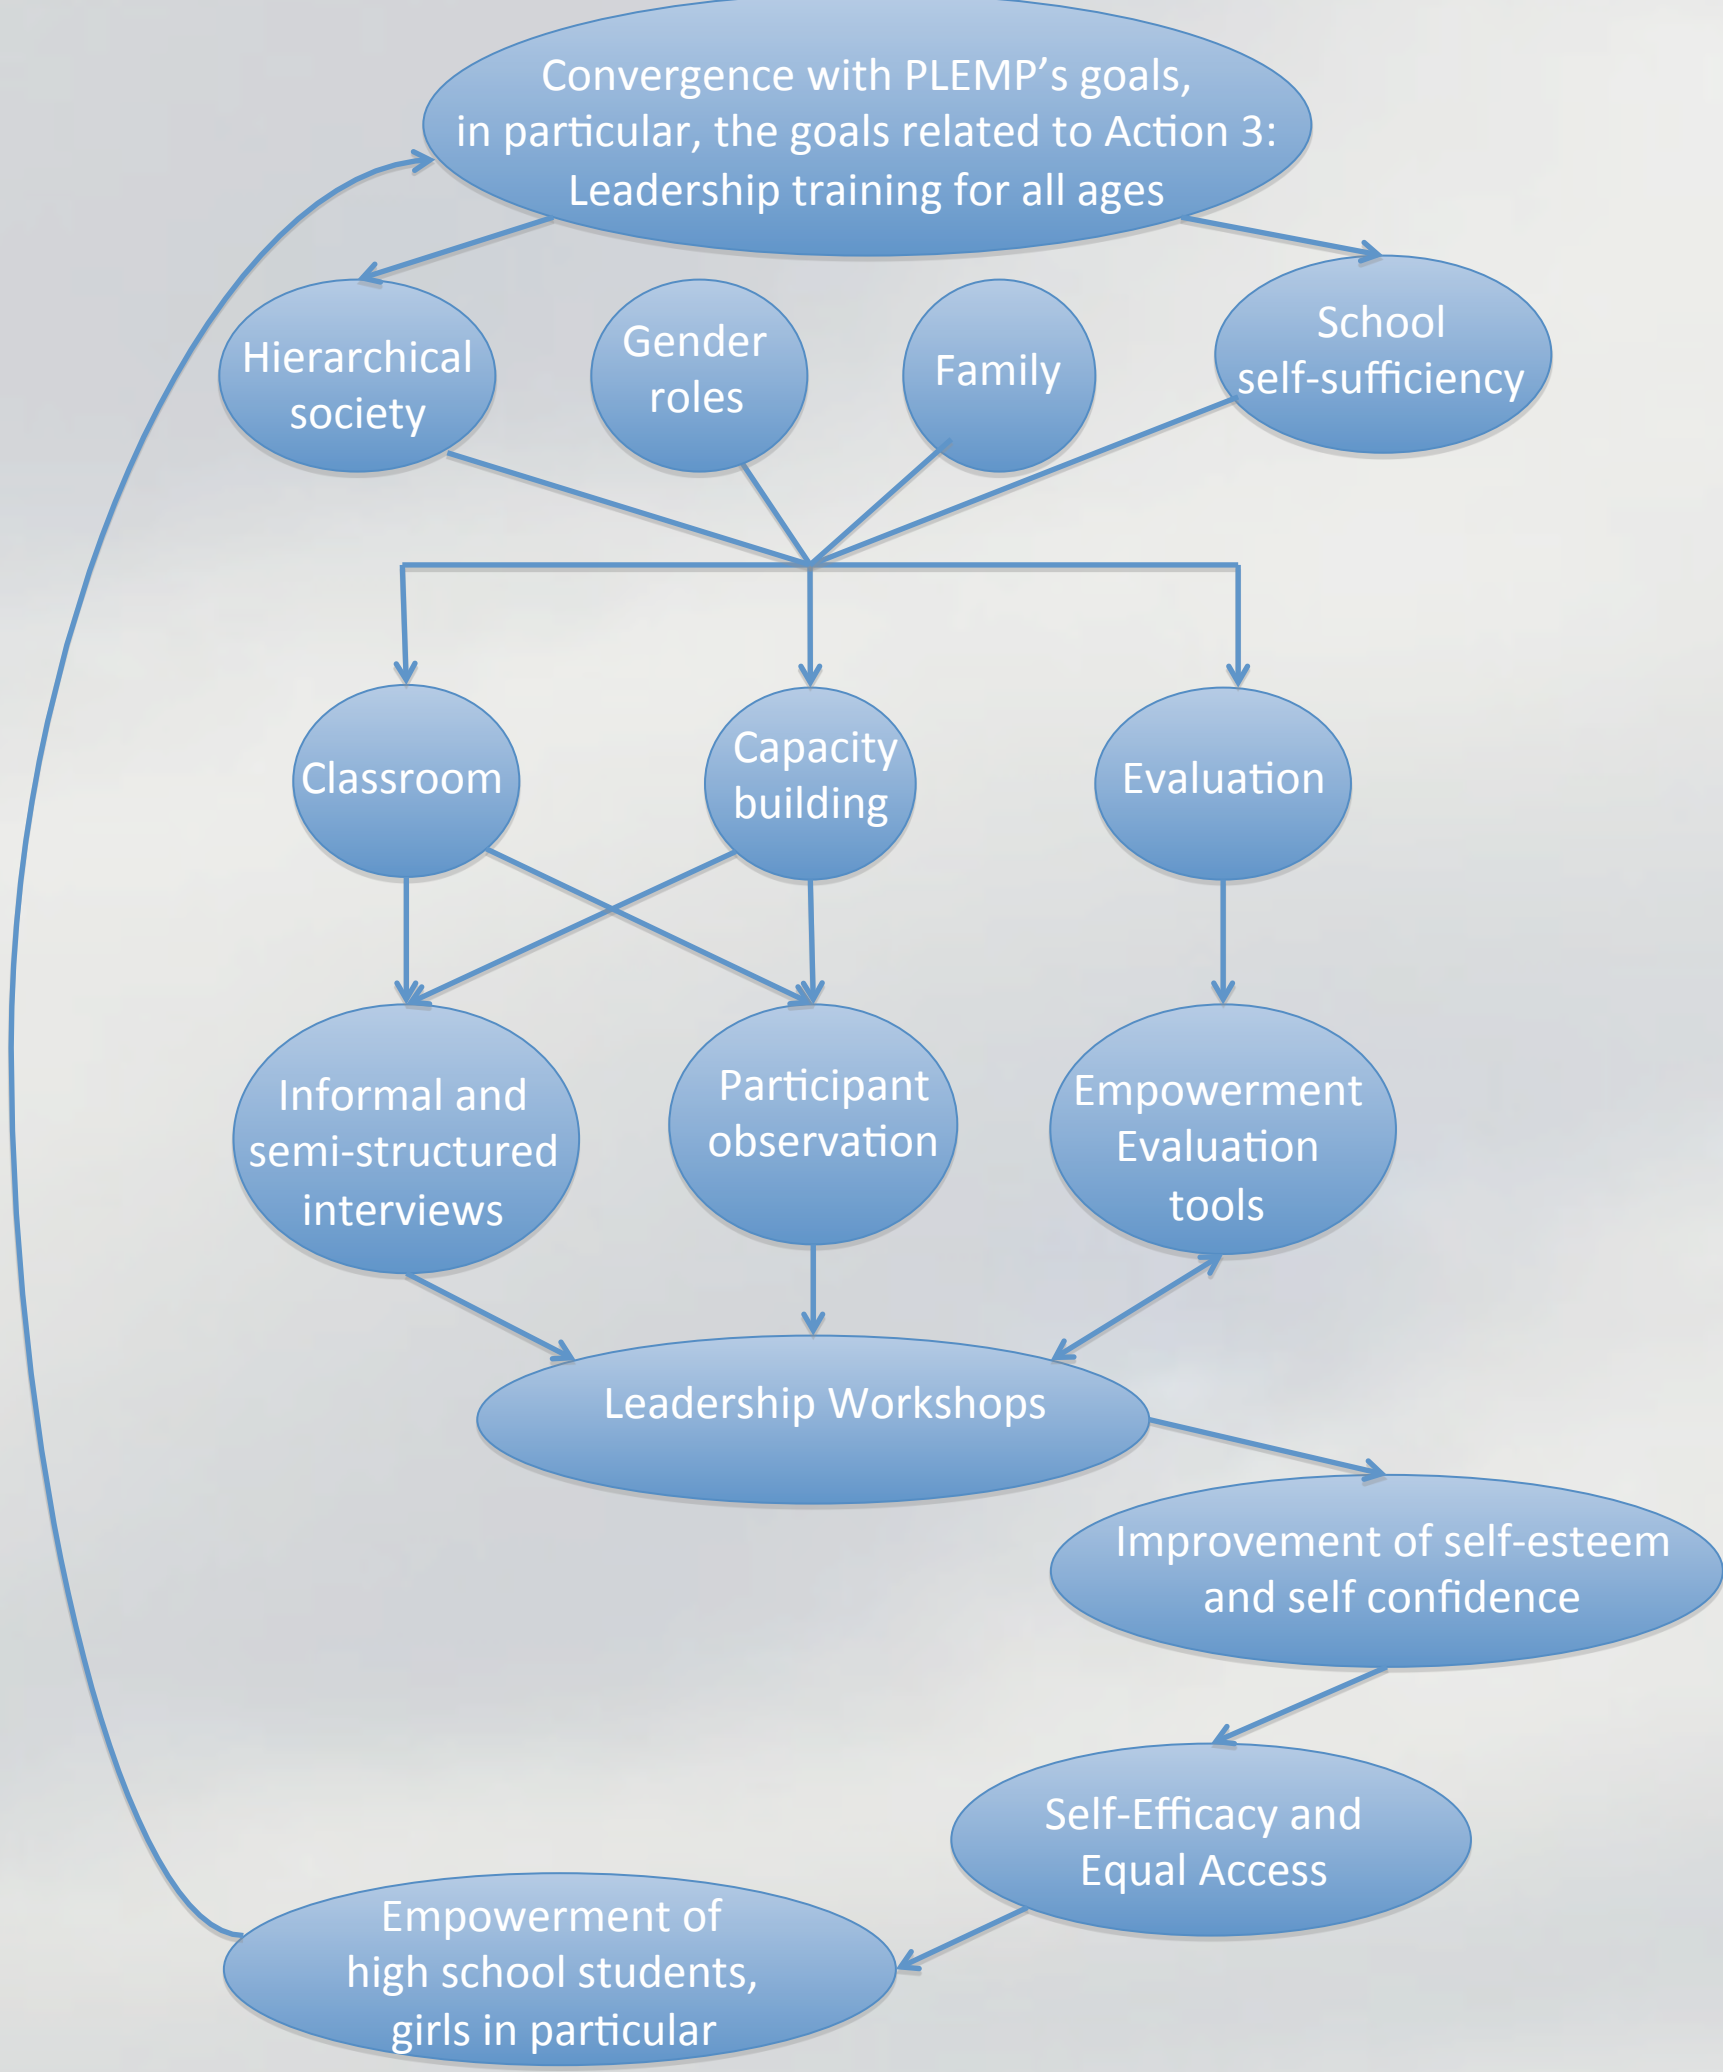 Convergence with PLEMP’s goals,
in particular, the goals related to Action 3:
Leadership training for all ages
Hierarchical
society
Gender
roles
Family
School
self-sufficiency
Classroom
Capacity
building
Evaluation
Informal and
semi-structured
interviews
Participant
observation
Empowerment
Evaluation
tools
Leadership Workshops
Improvement of self-esteem
and self confidence
Self-Efficacy and
Equal Access
Empowerment of
high school students,
girls in particular